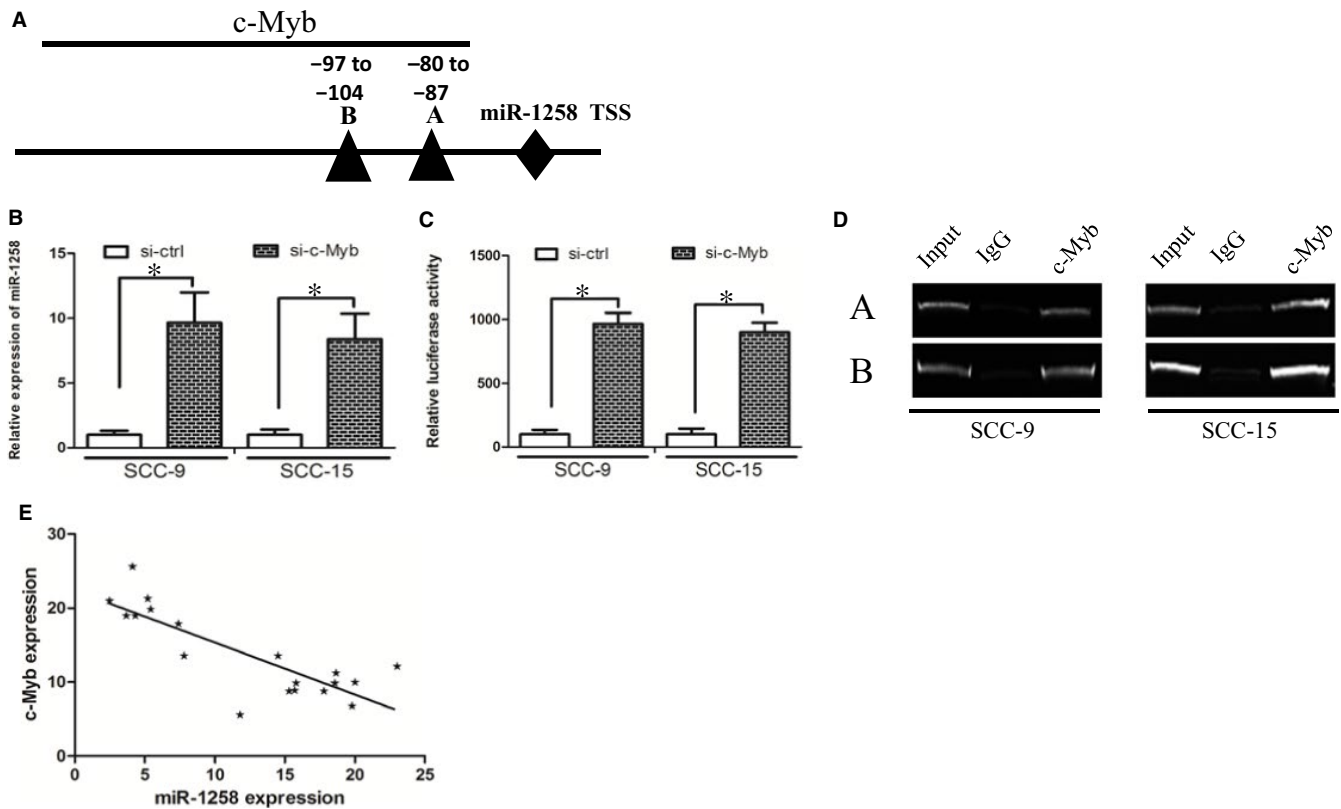 A
c-Myb
−97 to −80 to
−104 −87
B A miR-1258 TSS
B
Relative expression of miR-1258
si-ctrl si-c-Myb
15
10
5
0
* *
SCC-9 SCC-15
C
Relative luciferase activity
si-ctrl si-c-Myb
1500
1000
500
0
* *
SCC-9 SCC-15
D
Input IgG c-Myb Input IgG c-Myb
A
B
SCC-9 SCC-15
E
c-Myb expression
30
20
10
0
0 5 10 15 20 25
miR-1258 expression